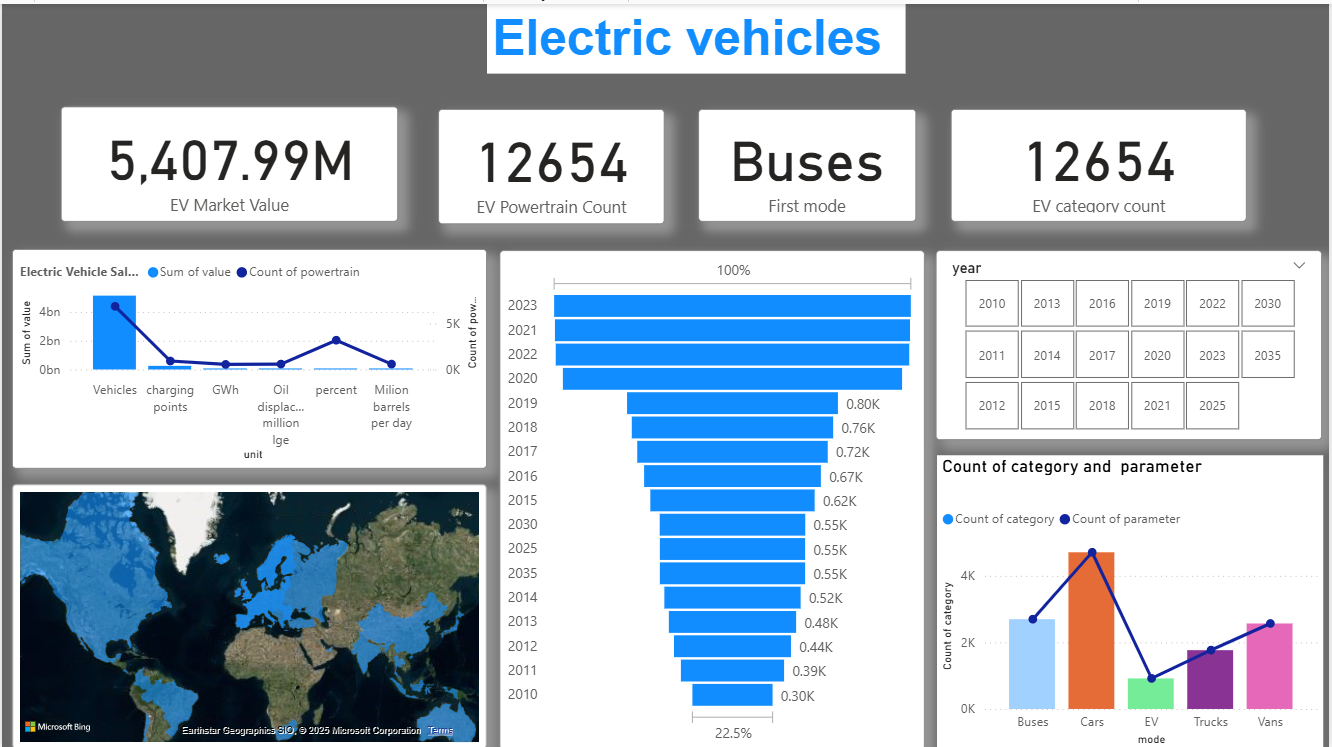 Electric vehicles
5,407.99M
EV Market Value
12654
EV Powertrain Count
Buses
First mode
12654
EV category count
Electric Vehicle Sal... Sum of value Count of powertrain
Sum of value
4bn
2bn
0bn
5K
0K
Count of pow...
Vehicles
charging
points
GWh
Oil
displac...
million
lge
percent
Milion
barrels
per day
unit
Microsoft Bing
Earthstar Geographics SIO, © 2025 Microsoft Corporation Terms
100%
2023
2021
2022
2020
2019 0.80K
2018 0.76K
2017 0.72K
2016 0.67K
2015 0.62K
2030 0.55K
2025 0.55K
2035 0.55K
2014 0.52K
2013 0.48K
2012 0.44K
2011 0.39K
2010 0.30K
22.5%
year
2010 2013 2016 2019 2022 2030
2011 2014 2017 2020 2023 2035
2012 2015 2018 2021 2025
Count of category and parameter
Count of category Count of parameter
Count of category
4K
2K
0K
Buses Cars EV Trucks Vans
mode